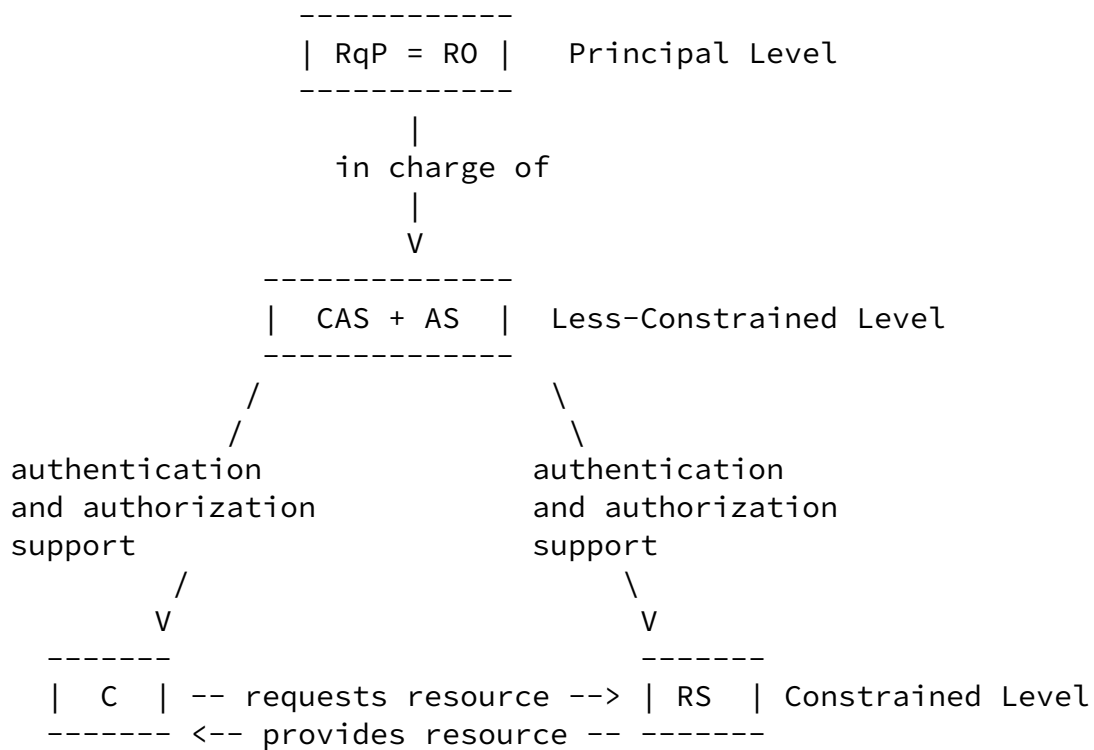 ------------
| RqP = RO |   Principal Level
------------
|
in charge of
|
V
--------------
|  CAS + AS  |  Less-Constrained Level
--------------
/                \
/                  \
authentication               authentication
and authorization            and authorization
support                      support
/                        \
V                          V
-------                          -------
|  C  | -- requests resource --> | RS  | Constrained Level
------- <-- provides resource -- -------